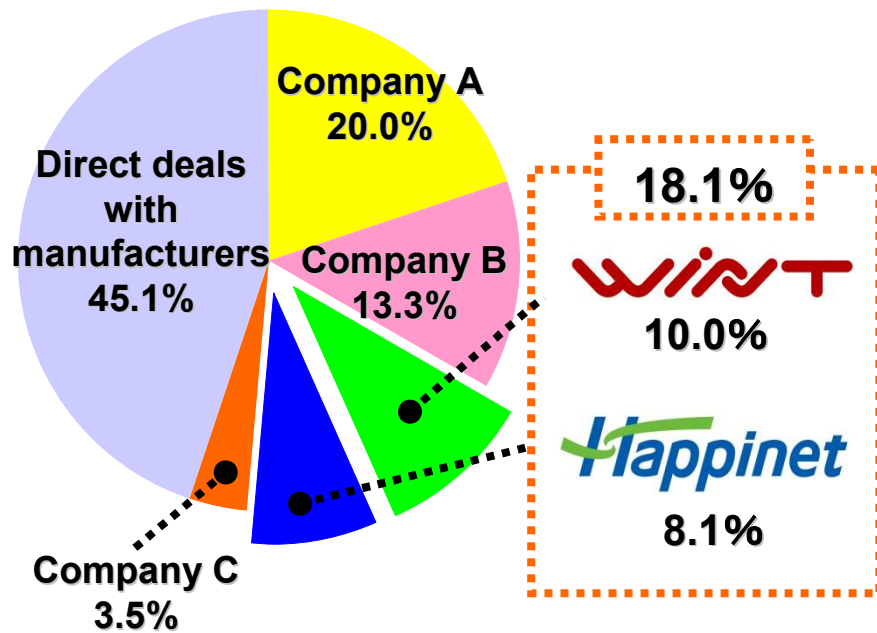 Company A
20.0%
Direct deals
with
manufacturers
45.1%
Company B
13.3%
Company C
3.5%
18.1%
WiNT
10.0%
Happinet
8.1%